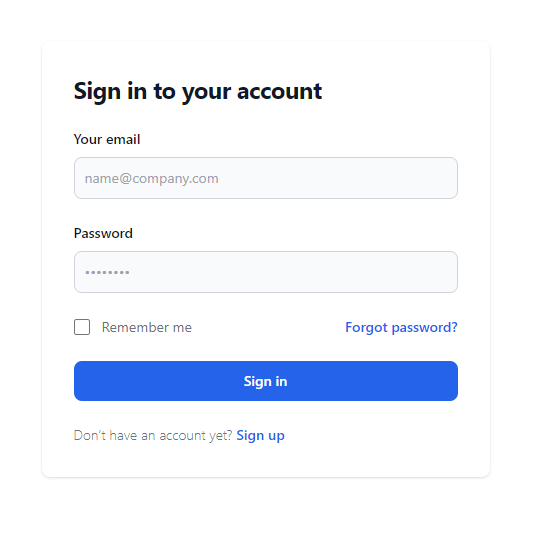 Sign in to your account
Your email
name@company.com
Password
••••••••
Remember me
Forgot password?
Sign in
Don't have an account yet? Sign up